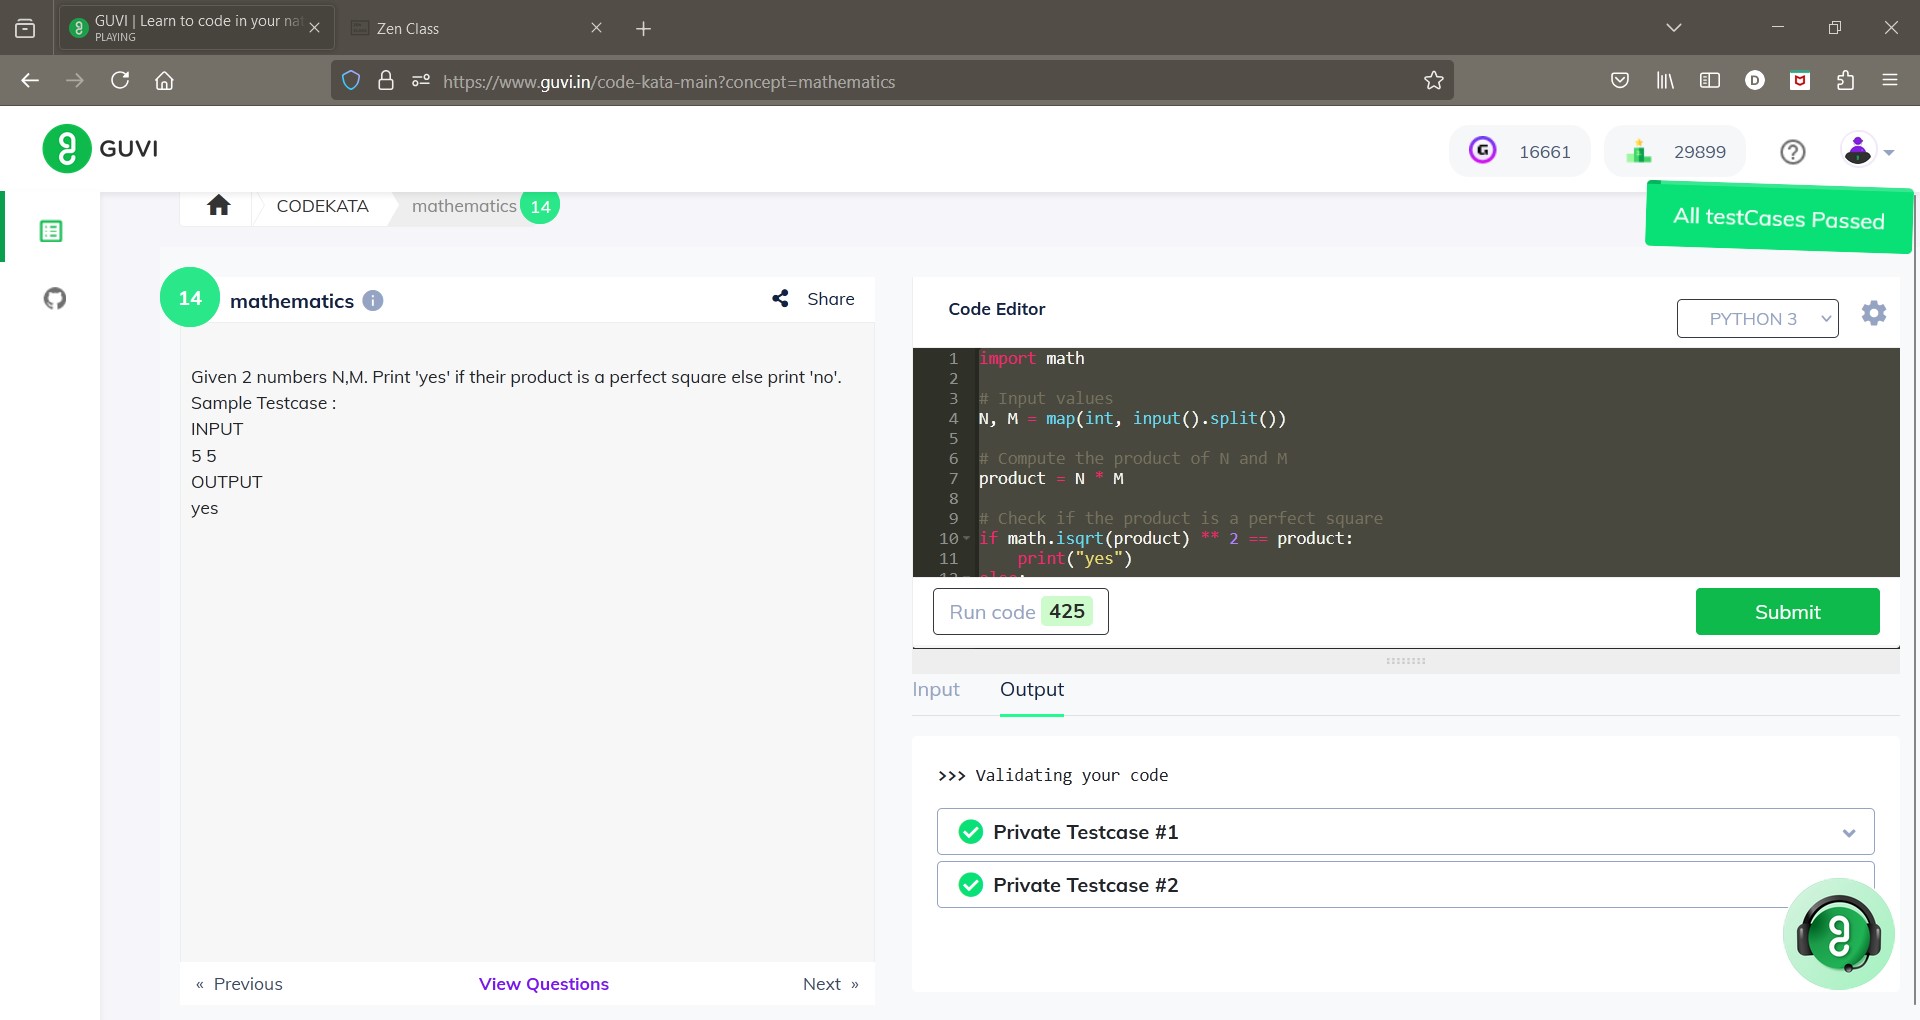 GUVI | Learn to code in your nat
PLAYING
Zen Class
https://www.guvi.in/code-kata-main?concept=mathematics
D
GUVI
G 16661
29899
CODEKATA
mathematics 14
All testCases Passed
14 mathematics
Share
Given 2 numbers N,M. Print 'yes' if their product is a perfect square else print 'no'.
Sample Testcase :
INPUT
5 5
OUTPUT
yes
« Previous
View Questions
Next »
Code Editor
PYTHON 3
1 import math
2
3 # Input values
4 N, M = map(int, input().split())
5
6 # Compute the product of N and M
7 product = N * M
8
9 # Check if the product is a perfect square
10 if math.isqrt(product) ** 2 == product:
11     print("yes")
12 else:
Run code 425
Submit
Input
Output
>>> Validating your code
Private Testcase #1
Private Testcase #2